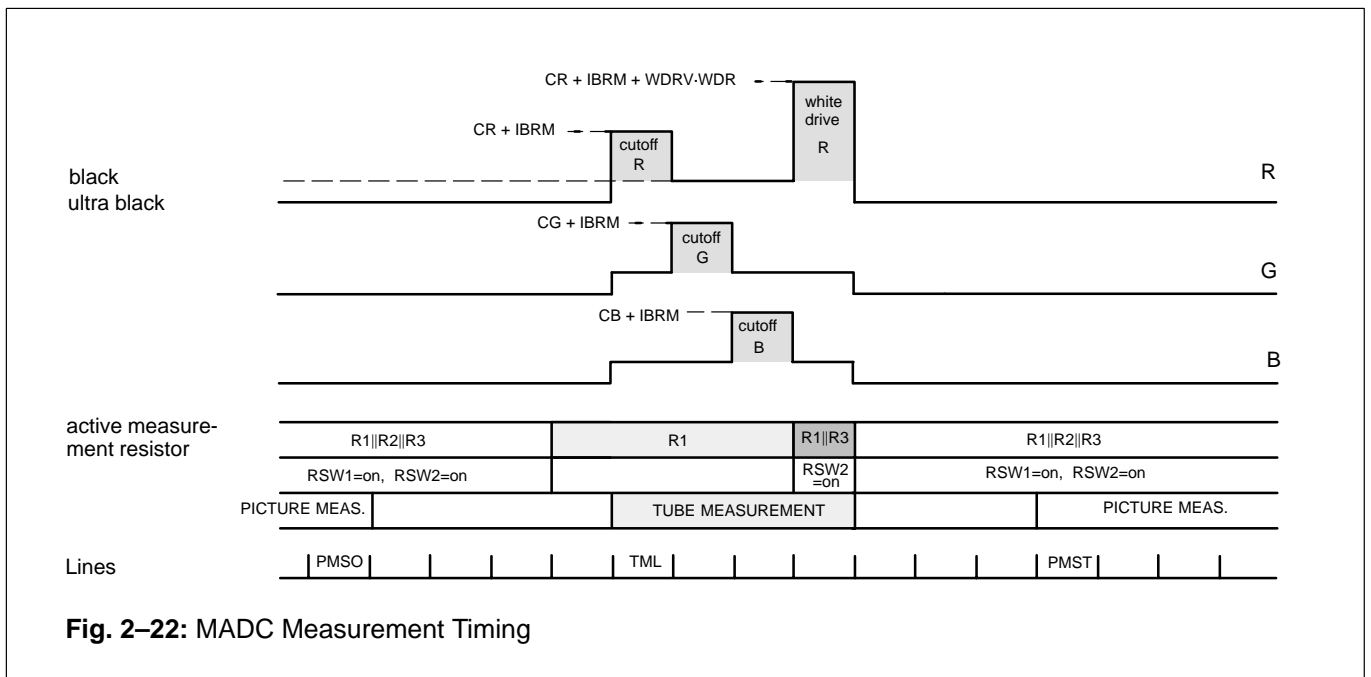 CR + IBRM + WDRV·WDR
white
drive
R
CR + IBRM
cutoff
R
black
ultra black
R
CG + IBRM
cutoff
G
G
CB + IBRM
cutoff
B
B
active measure-
ment resistor
R1||R2||R3
R1
R1||R3
R1||R2||R3
RSW1=on, RSW2=on
RSW2
=on
RSW1=on, RSW2=on
PICTURE MEAS.
TUBE MEASUREMENT
PICTURE MEAS.
Lines
PMSO
TML
PMST
Fig. 2–22: MADC Measurement Timing